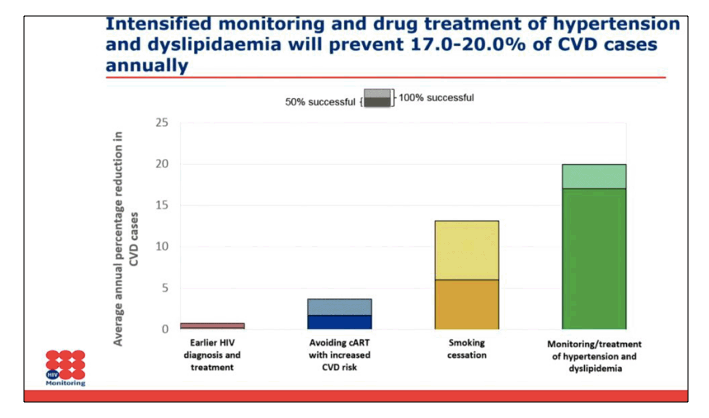 Intensified monitoring and drug treatment of hypertension
and dyslipidaemia will prevent 17.0-20.0% of CVD cases
annually
50% successful
100% successful
Average annual percentage reduction in
CVD cases
25
20
15
10
5
0
Earlier HIV
diagnosis and
treatment
Avoiding cART
with increased
CVD risk
Smoking
cessation
Monitoring/treatment
of hypertension and
dyslipidemia
HIV
Monitoring